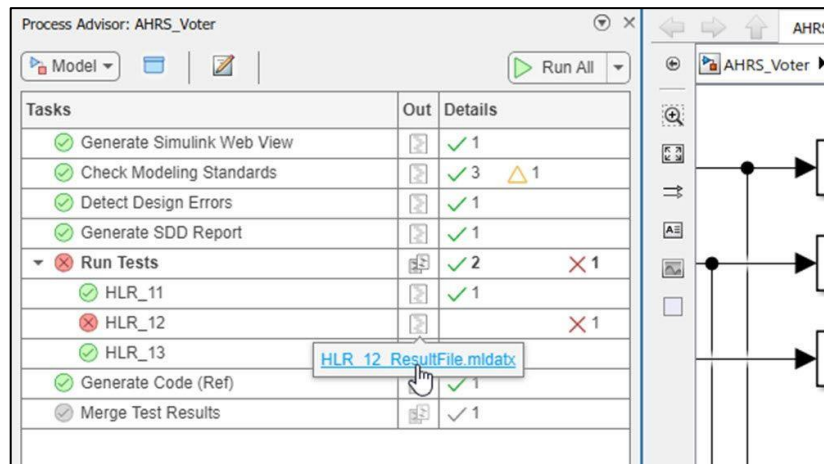 Process Advisor: AHRS_Voter
Model
Run All
Tasks Out Details
Generate Simulink Web View 1
Check Modeling Standards 3 1
Detect Design Errors 1
Generate SDD Report 1
Run Tests 2 1
HLR_11 1
HLR_12 1
HLR_13
HLR_12_ResultFile.mldatx
Generate Code (Ref) 1
Merge Test Results 1
AHRS
AHRS_Voter
A